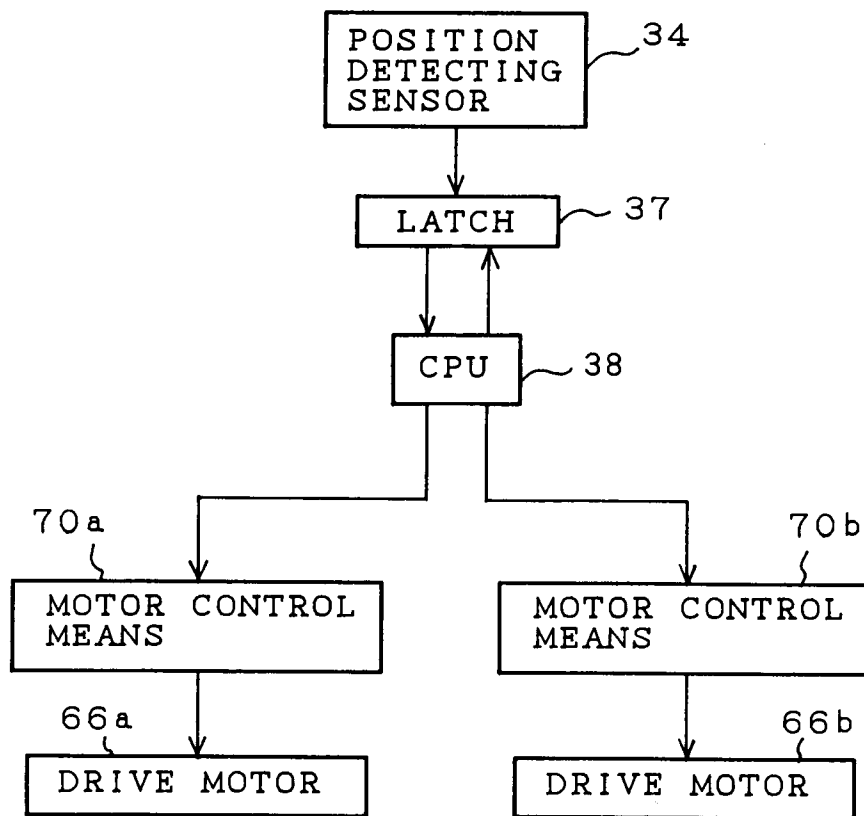 POSITION
DETECTING
SENSOR
34
LATCH
37
CPU
38
70a
70b
MOTOR CONTROL
MEANS
MOTOR CONTROL
MEANS
66a
66b
DRIVE MOTOR
DRIVE MOTOR